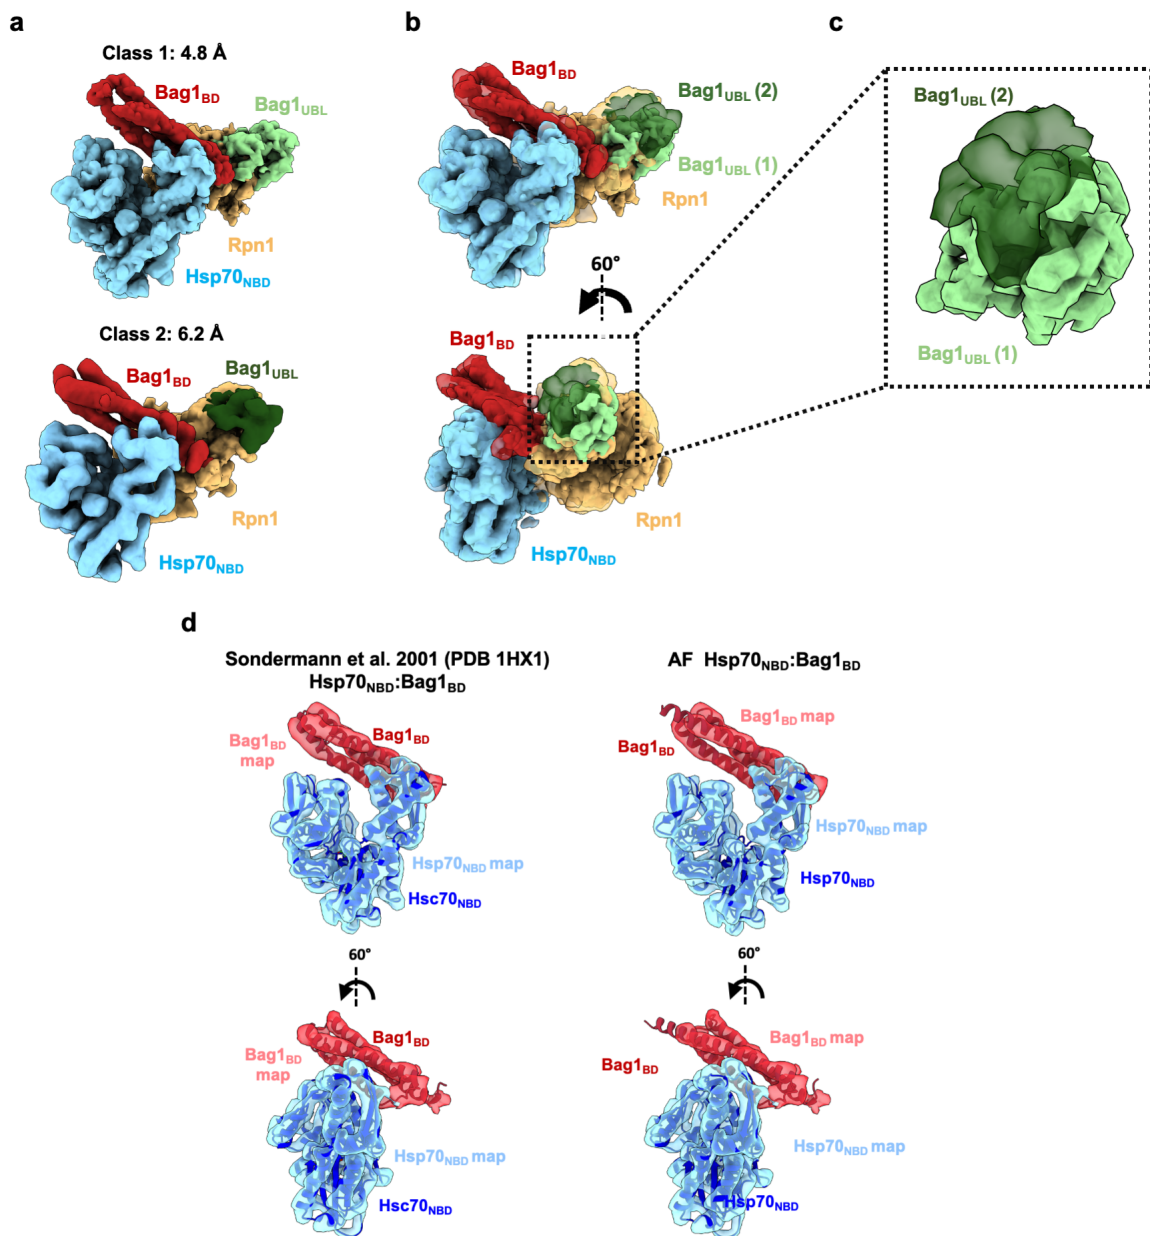 a
b
c
Class 1: 4.8 Å
Bag1BD
Bag1UBL
Rpn1
Hsp70NBD
Bag1BD
Bag1UBL (2)
Bag1UBL (1)
Rpn1
60°
Bag1UBL (2)
Bag1UBL (1)
Class 2: 6.2 Å
Bag1BD
Bag1UBL
Rpn1
Hsp70NBD
Bag1BD
Rpn1
Hsp70NBD
d
Sondermann et al. 2001 (PDB 1HX1)
Hsp70NBD:Bag1BD
Bag1BD
map
Bag1BD
Hsp70NBD map
Hsc70NBD
60°
Bag1BD
Bag1BD
map
Hsp70NBD map
Hsc70NBD
AF Hsp70NBD:Bag1BD
Bag1BD map
Bag1BD
Hsp70NBD map
Hsp70NBD
60°
Bag1BD map
Bag1BD
Hsp70NBD map
Hsp70NBD